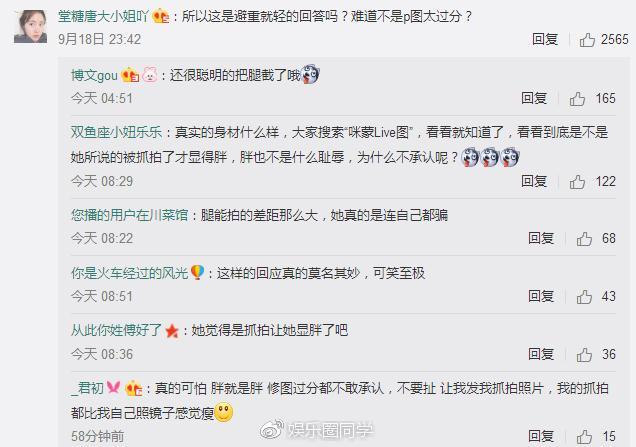 堂糖唐大小姐吖：所以这是避重就轻的回答吗？难道不是p图太过分？
9月18日 23:42
回复 2565
博文gou：还很聪明的把腿截了哦
今天 04:51
回复 165
双鱼座小妞乐乐：真实的身材什么样，大家搜索“咪蒙Live图”，看看就知道了，看看到底是不是
她所说的被抓拍了才显得胖，胖也不是什么耻辱，为什么不承认呢？
今天 08:29
回复 122
您播的用户在川菜馆：腿能拍的差距那么大，她真的是连自己都骗
今天 08:22
回复 68
你是火车经过的风光：这样的回应真的莫名其妙，可笑至极
今天 08:51
回复 43
从此你姓傅好了：她觉得是抓拍让她显胖了吧
今天 08:36
回复 36
_君初：真的可怕 胖就是胖 修图过分都不敢承认，不要扯 让我发我抓拍照片，我的抓拍
都比我自己照镜子感觉瘦
58分钟前
回复 15
娱乐圈同学